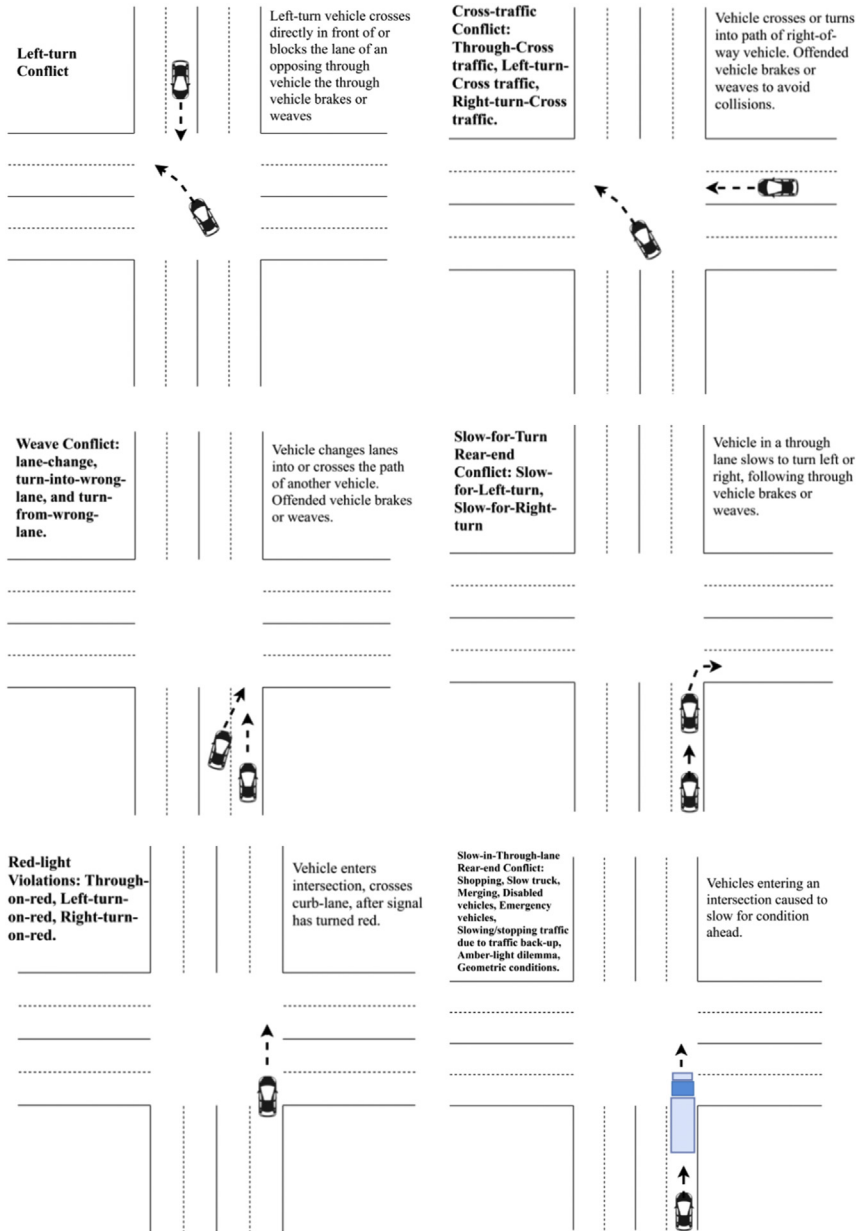 Left-turn
Conflict
Left-turn vehicle crosses
directly in front of or
blocks the lane of an
opposing through
vehicle the through
vehicle brakes or
weaves
Cross-traffic
Conflict:
Through-Cross
traffic, Left-turn-
Cross traffic,
Right-turn-Cross
traffic.
Vehicle crosses or turns
into path of right-of-
way vehicle. Offended
vehicle brakes or
weaves to avoid
collisions.
Weave Conflict:
lane-change,
turn-into-wrong-
lane, and turn-
from-wrong-
lane.
Vehicle changes lanes
into or crosses the path
of another vehicle.
Offended vehicle brakes
or weaves.
Slow-for-Turn
Rear-end
Conflict: Slow-
for-Left-turn,
Slow-for-Right-
turn
Vehicle in a through
lane slows to turn left or
right, following through
vehicle brakes or
weaves.
Red-light
Violations: Through-
on-red, Left-turn-
on-red, Right-turn-
on-red.
Vehicle enters
intersection, crosses
curb-lane, after signal
has turned red.
Slow-in-Through-lane
Rear-end Conflict:
Shopping, Slow truck,
Merging, Disabled
vehicles, Emergency
vehicles,
Slowing/stopping traffic
due to traffic back-up,
Amber-light dilemma,
Geometric conditions.
Vehicles entering an
intersection caused to
slow for condition
ahead.